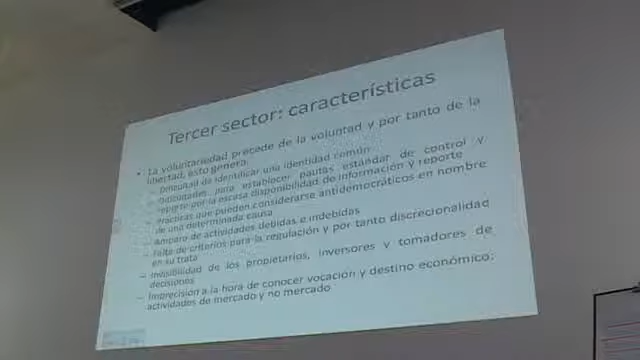 Tercer sector: características
• La voluntariedad precede de la voluntad y por tanto de la
libertad, esto genera:
– Dificultad de identificar una identidad común
– Dificultades para establecer pautas estándar de control y
reporte por la escasa disponibilidad de información y reporte
– Prácticas que pueden considerarse antidemocráticos en nombre
de una determinada causa
– Amparo de actividades debidas e indebidas
– Falta de criterios para la regulación y por tanto discrecionalidad
en su trata
– Invisibilidad de los propietarios, inversores y tomadores de
decisiones
– Imprecisión a la hora de conocer vocación y destino económico:
actividades de mercado y no mercado